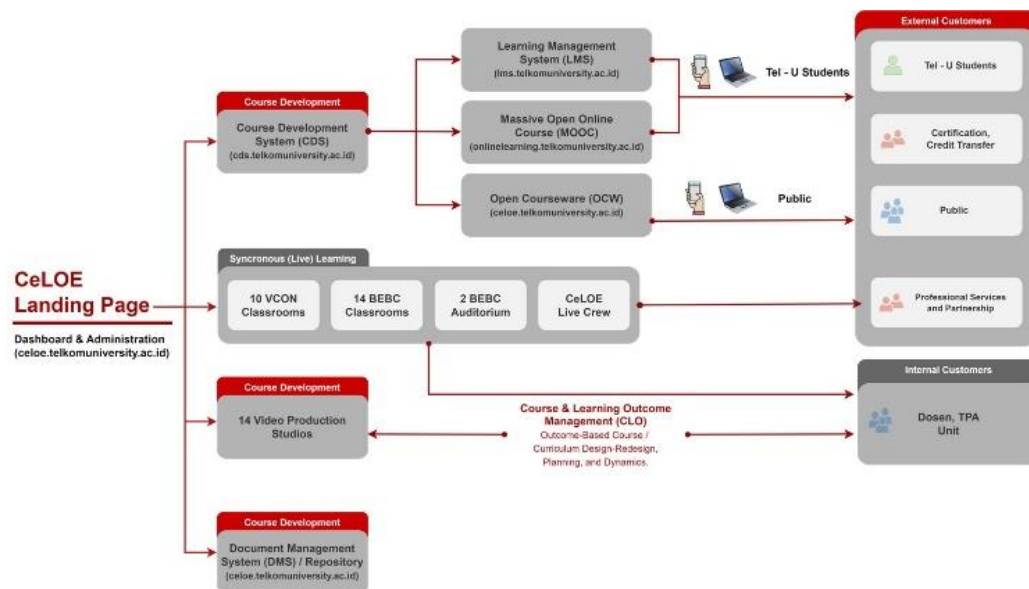 CeLOE
Landing Page
Dashboard & Administration
(celoe.telkomuniversity.ac.id)
Course Development
Course Development
System (CDS)
(cds.telkomuniversity.ac.id)
Learning Management
System (LMS)
(lms.telkomuniversity.ac.id)
Massive Open Online
Course (MOOC)
(onlinelearning.telkomuniversity.ac.id)
Open Courseware (OCW)
(celoe.telkomuniversity.ac.id)
Tel - U Students
Public
Syncronous (Live) Learning
10 VCON
Classrooms
14 BEBC
Classrooms
2 BEBC
Auditorium
CeLOE
Live Crew
Course Development
14 Video Production
Studios
Course & Learning Outcome
Management (CLO)
Outcome-Based Course /
Curriculum Design-Redesign,
Planning, and Dynamics.
Course Development
Document Management
System (DMS) / Repository
(celoe.telkomuniversity.ac.id)
External Customers
Tel - U Students
Certification,
Credit Transfer
Public
Professional Services
and Partnership
Internal Customers
Dosen, TPA
Unit